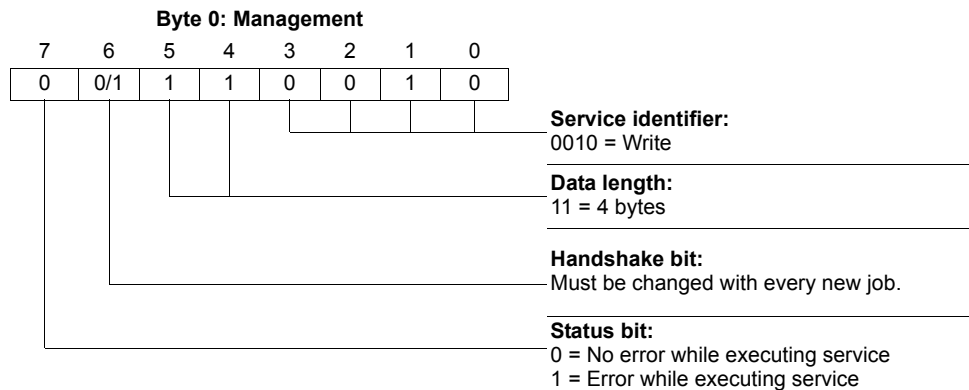 Byte 0: Management
7 6 5 4 3 2 1 0
0 0/1 1 1 0 0 1 0
Service identifier:
0010 = Write
Data length:
11 = 4 bytes
Handshake bit:
Must be changed with every new job.
Status bit:
0 = No error while executing service
1 = Error while executing service